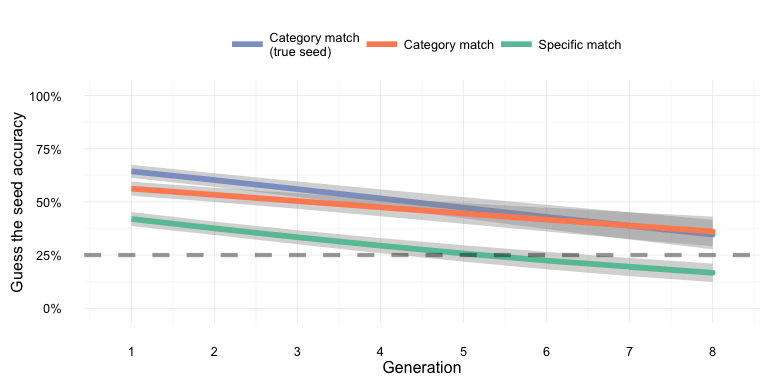 Category match
(true seed)
Category match
Specific match
Guess the seed accuracy
100%
75%
50%
25%
0%
1 2 3 4 5 6 7 8
Generation